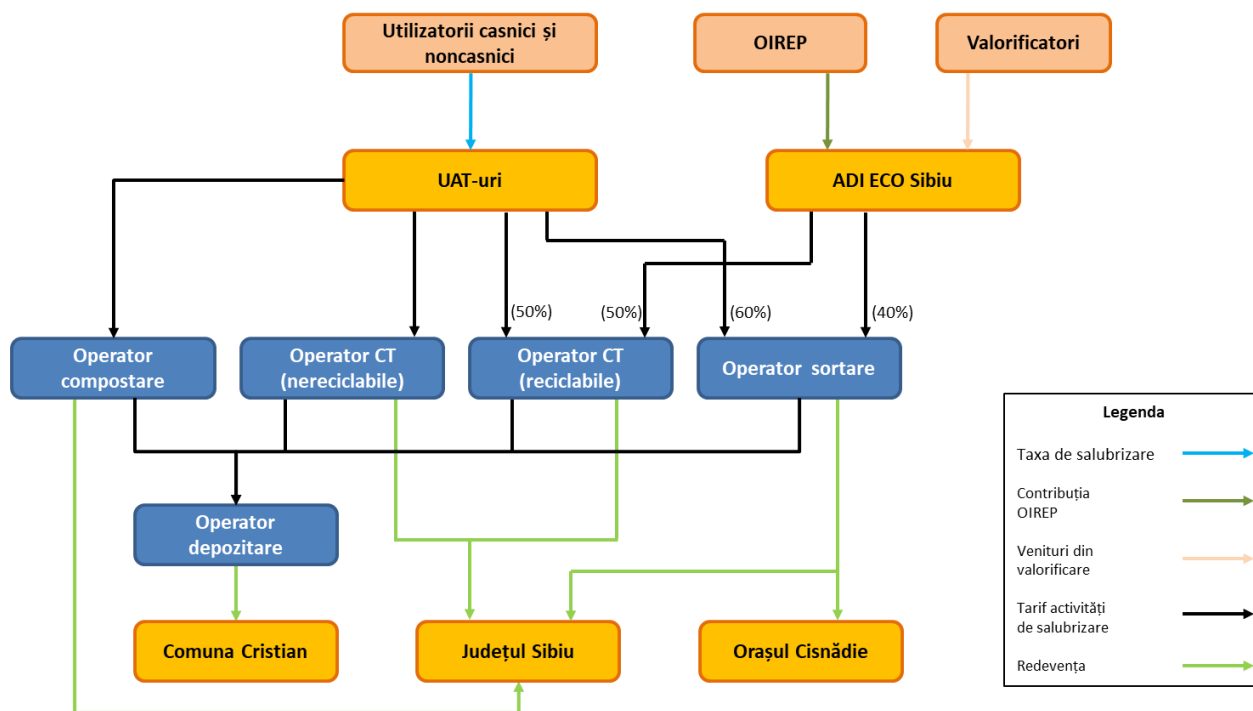 Utilizatorii casnici și
noncasnici
OIREP
Valorificatori
UAT-uri
ADI ECO Sibiu
(50%)
(50%)
(60%)
(40%)
Operator
compostare
Operator CT
(nereciclabile)
Operator CT
(reciclabile)
Operator sortare
Legenda
Taxa de salubrizare
Contribuția
OIREP
Venituri din
valorificare
Tarif activități
de salubrizare
Redevența
Operator
depozitare
Comuna Cristian
Județul Sibiu
Orașul Cisnădie